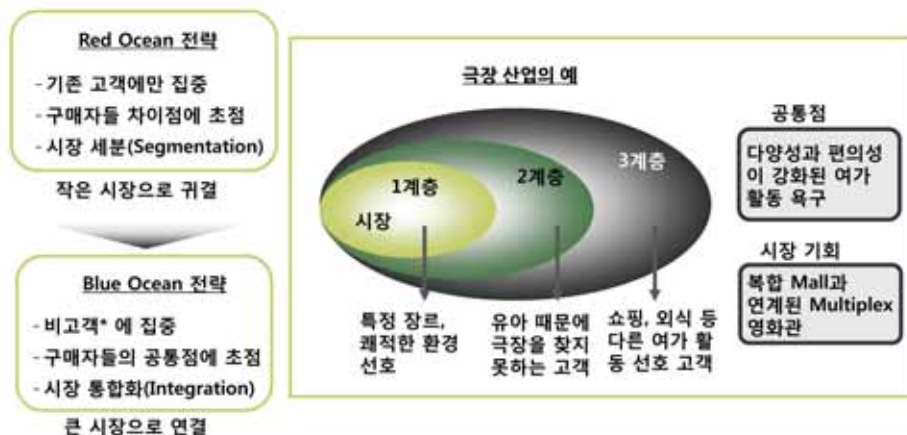 Red Ocean 전략
- 기존 고객에만 집중
- 구매자들 차이점에 초점
- 시장 세분(Segmentation)
작은 시장으로 귀결
Blue Ocean 전략
- 비고객* 에 집중
- 구매자들의 공통점에 초점
- 시장 통합화(Integration)
큰 시장으로 연결
극장 산업의 예
1계층
시장
2계층
3계층
특정 장르,
쾌적한 환경
선호
유아 때문에
극장을 찾지
못하는 고객
쇼핑, 외식 등
다른 여가 활
동 선호 고객
공통점
다양성과 편의성
이 강화된 여가
활동 욕구
시장 기회
복합 Mall과
연계된 Multiplex
영화관